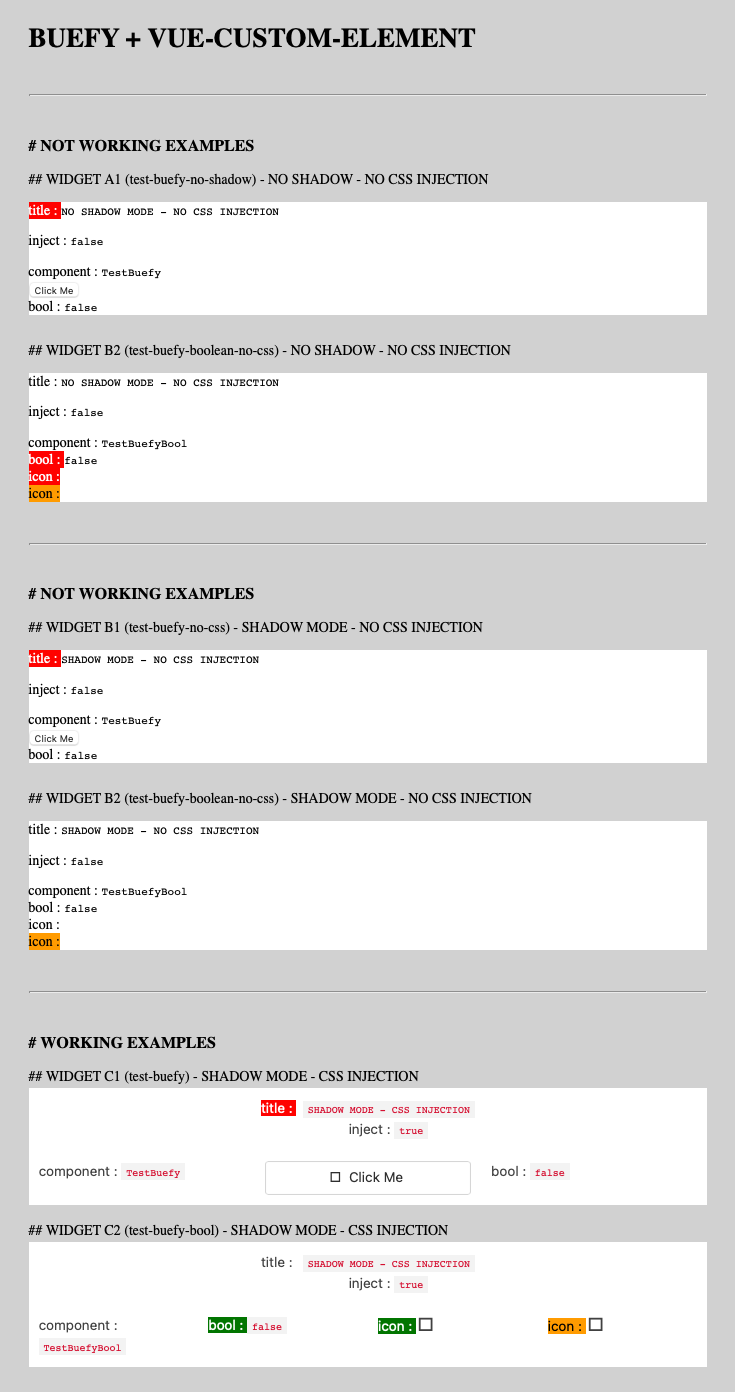 BUEFY + VUE-CUSTOM-ELEMENT
# NOT WORKING EXAMPLES
## WIDGET A1 (test-buefy-no-shadow) - NO SHADOW - NO CSS INJECTION
title : NO SHADOW MODE - NO CSS INJECTION
inject : false
component : TestBuefy
Click Me
bool : false
## WIDGET B2 (test-buefy-boolean-no-css) - NO SHADOW - NO CSS INJECTION
title : NO SHADOW MODE - NO CSS INJECTION
inject : false
component : TestBuefyBool
bool : false
icon :
icon :
# NOT WORKING EXAMPLES
## WIDGET B1 (test-buefy-no-css) - SHADOW MODE - NO CSS INJECTION
title : SHADOW MODE - NO CSS INJECTION
inject : false
component : TestBuefy
Click Me
bool : false
## WIDGET B2 (test-buefy-boolean-no-css) - SHADOW MODE - NO CSS INJECTION
title : SHADOW MODE - NO CSS INJECTION
inject : false
component : TestBuefyBool
bool : false
icon :
icon :
# WORKING EXAMPLES
## WIDGET C1 (test-buefy) - SHADOW MODE - CSS INJECTION
title : SHADOW MODE - CSS INJECTION
inject : true
component : TestBuefy Click Me bool : false
## WIDGET C2 (test-buefy-bool) - SHADOW MODE - CSS INJECTION
title : SHADOW MODE - CSS INJECTION
inject : true
component : bool : false icon : icon :
TestBuefyBool